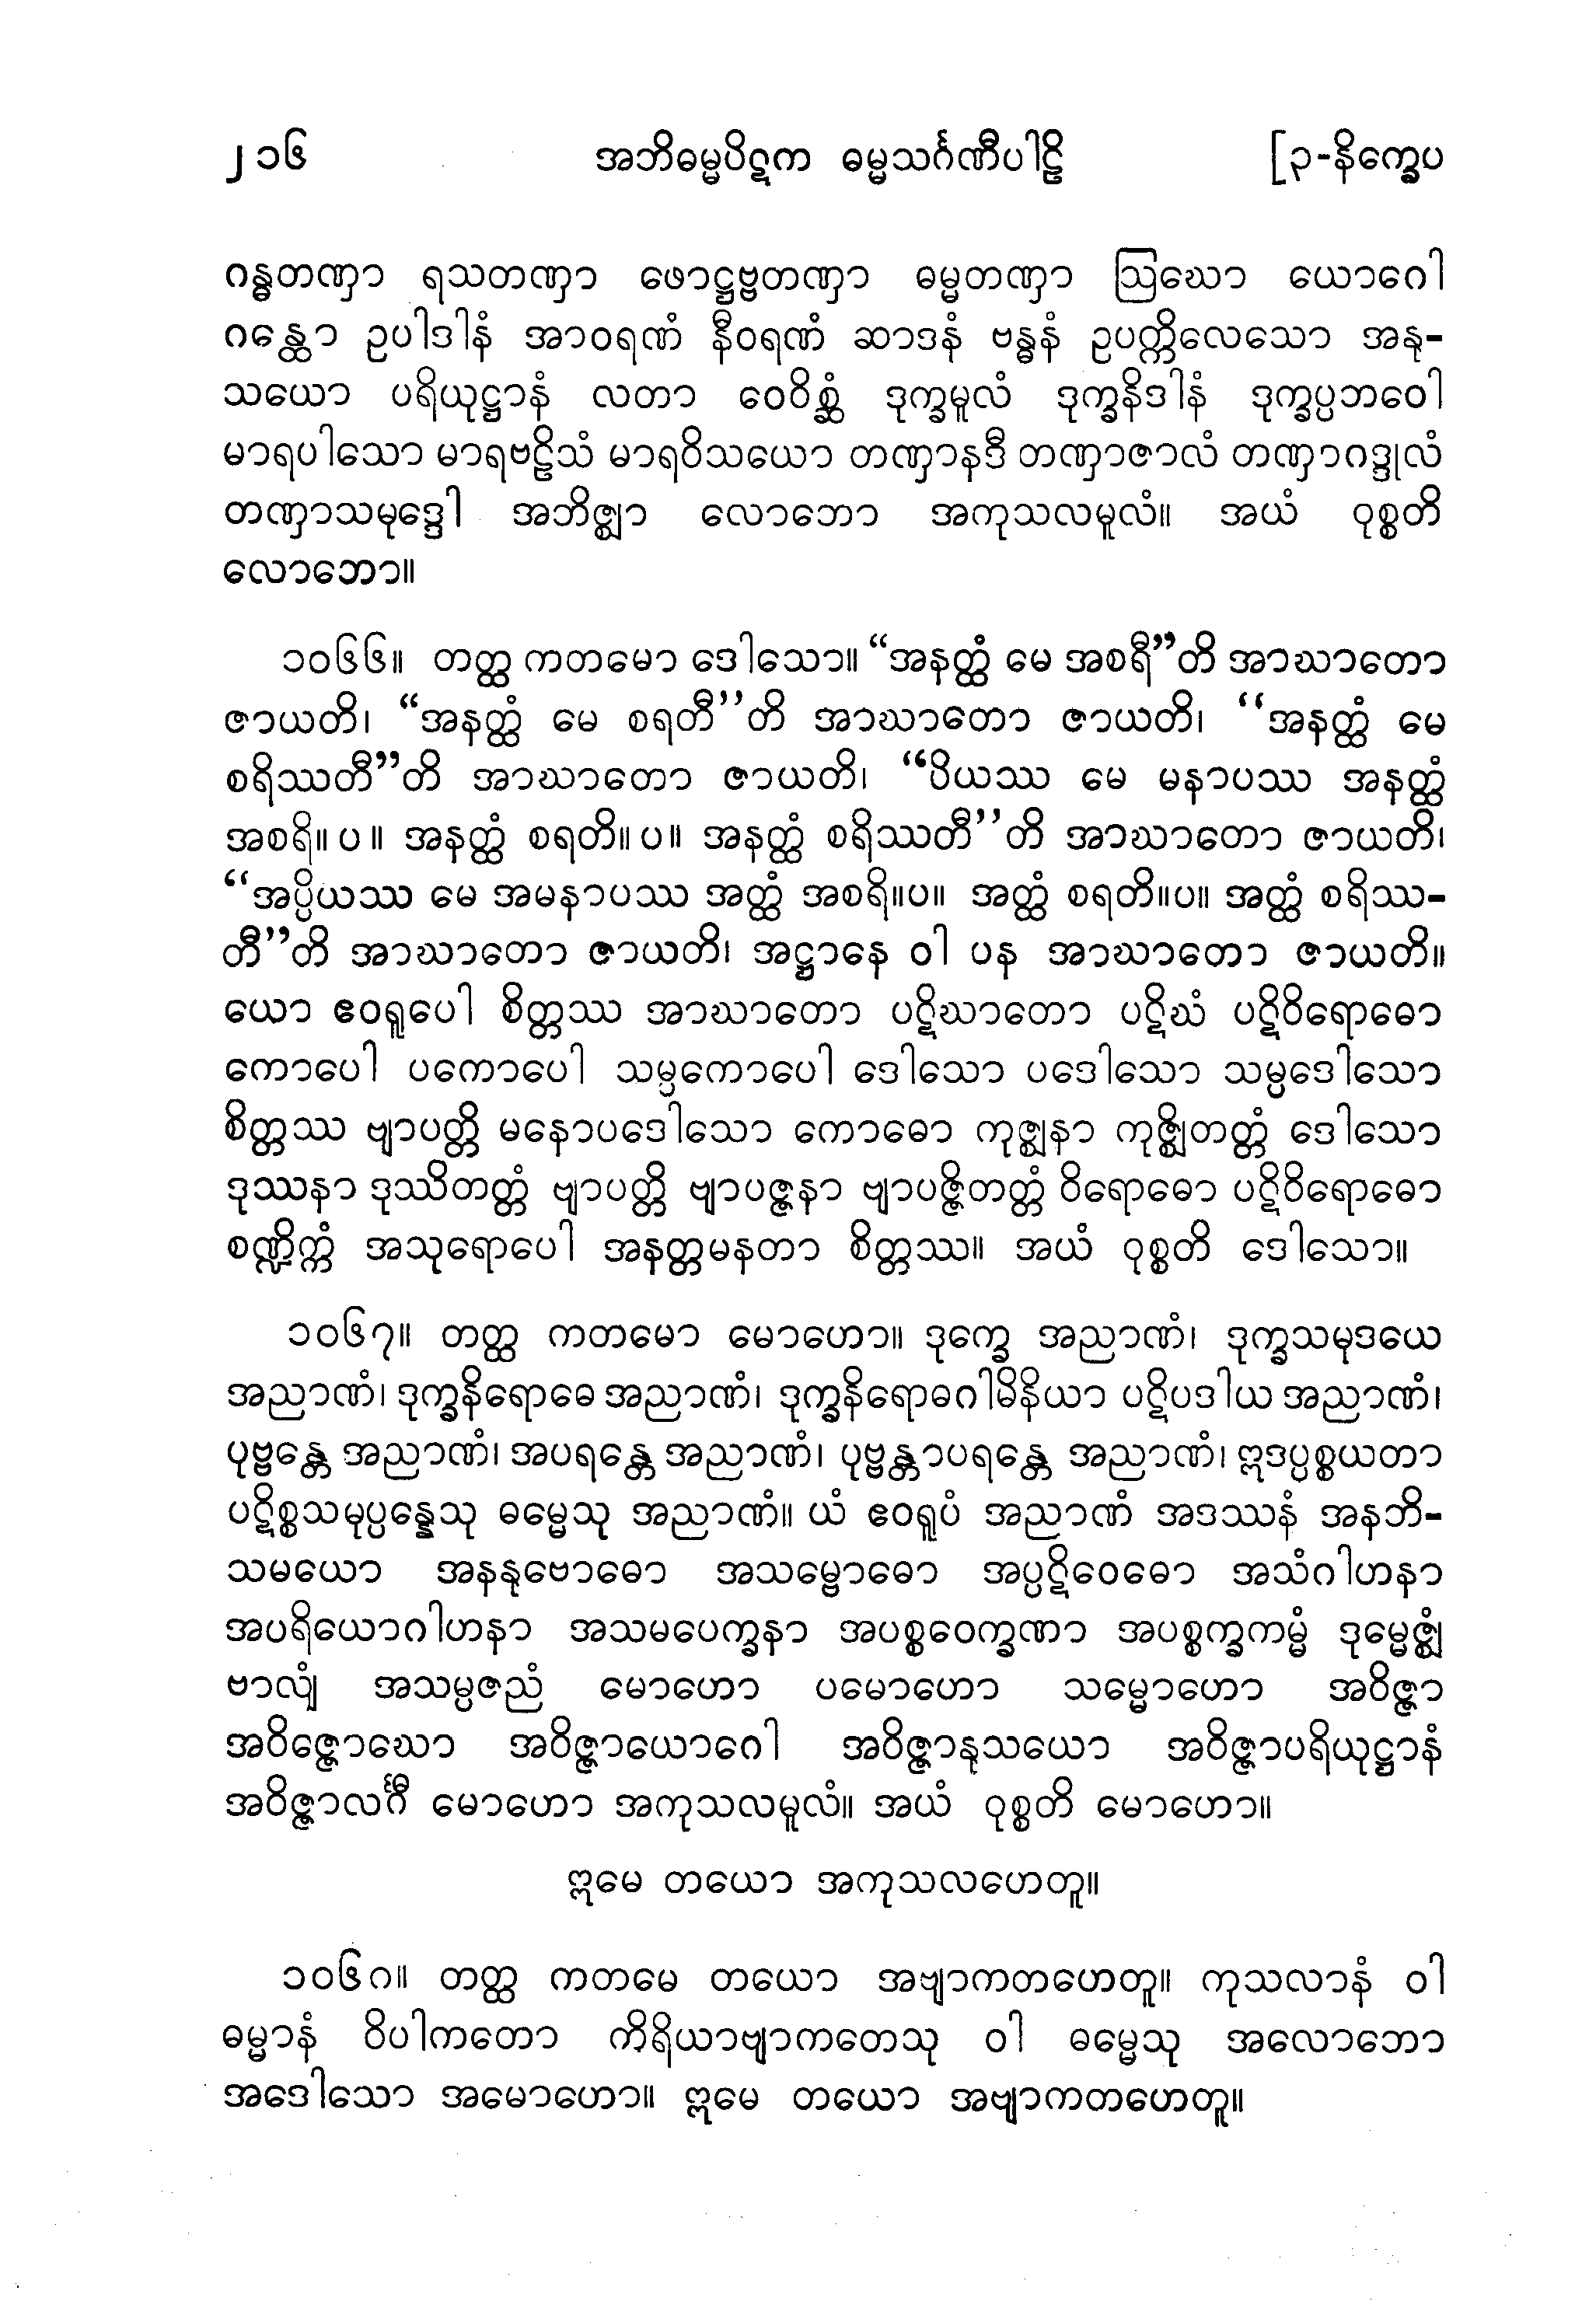 ၂၁၆ အဘိဓမ္မပိဋက ဓမ္မသင်္ဂဏီပါဠိ [၃-နိက္ခေပ
ဂန္ဓတဏှာ ရသတဏှာ ဖောဋ္ဌဗ္ဗတဏှာ ဓမ္မတဏှာ ဩဃော ယောဂေါ
ဂန္ထော ဥပါဒါနံ အာဝရဏံ နီဝရဏံ ဆာဒနံ ဗန္ဓနံ ဥပက္ကိလေသော အနု-
သယော ပရိယုဋ္ဌာနံ လတာ ဝေဝိစ္ဆံ ဒုက္ခမူလံ ဒုက္ခနိဒါနံ ဒုက္ခပ္ပဘဝေါ
မာရပါသော မာရဗဠိသံ မာရဝိသယော တဏှာနဒီ တဏှာဇာလံ တဏှာဂဒ္ဒုလံ
တဏှာသမုဒ္ဒေါ အဘိဇ္ဈာ လောဘော အကုသလမူလံ။ အယံ ဝုစ္စတိ
လောဘော။
၁၀၆၆။ တတ္ထ ကတမော ဒေါသော။ “အနတ္ထံ မေ အစရီ”တိ အာဃာတော
ဇာယတိ၊ “အနတ္ထံ မေ စရတီ”တိ အာဃာတော ဇာယတိ၊ “အနတ္ထံ မေ
စရိဿတီ”တိ အာဃာတော ဇာယတိ၊ “ပိယဿ မေ မနာပဿ အနတ္ထံ
အစရိ။ ပ ။ အနတ္ထံ စရတိ။ ပ။ အနတ္ထံ စရိဿတီ”တိ အာဃာတော ဇာယတိ၊
“အပ္ပိယဿ မေ အမနာပဿ အတ္ထံ အစရိ။ပ။ အတ္ထံ စရတိ။ပ။ အတ္ထံ စရိဿ-
တီ”တိ အာဃာတော ဇာယတိ၊ အဋ္ဌာနေ ဝါ ပန အာဃာတော ဇာယတိ။
ယော ဧဝရူပေါ စိတ္တဿ အာဃာတော ပဋိဃာတော ပဋိဃံ ပဋိဝိရောဓော
ကောပေါ ပကောပေါ သမ္ပကောပေါ ဒေါသော ပဒေါသော သမ္ပဒေါသော
စိတ္တဿ ဗျာပတ္တိ မနောပဒေါသော ကောဓော ကုဇ္ဈနာ ကုဇ္ဈိတတ္တံ ဒေါသော
ဒုဿနာ ဒုဿိတတ္တံ ဗျာပတ္တိ ဗျာပဇ္ဇနာ ဗျာပဇ္ဇိတတ္တံ ဝိရောဓော ပဋိဝိရောဓော
စဏ္ဍိက္ကံ အသုရောပေါ အနတ္တမနတာ စိတ္တဿ။ အယံ ဝုစ္စတိ ဒေါသော။
၁၀၆၇။ တတ္ထ ကတမော မောဟော။ ဒုက္ခေ အညာဏံ၊ ဒုက္ခသမုဒယေ
အညာဏံ၊ ဒုက္ခနိရောဓေ အညာဏံ၊ ဒုက္ခနိရောဓဂါမိနိယာ ပဋိပဒါယ အညာဏံ၊
ပုဗ္ဗန္တေ အညာဏံ၊ အပရန္တေ အညာဏံ၊ ပုဗ္ဗန္တာပရန္တေ အညာဏံ၊ ဣဒပ္ပစ္စယတာ
ပဋိစ္စသမုပ္ပန္နေသု ဓမ္မေသု အညာဏံ။ ယံ ဧဝရူပံ အညာဏံ အဒဿနံ အနဘိ-
သမယော အနနုဗောဓော အသမ္ဗောဓော အပ္ပဋိဝေဓော အသံဂါဟနာ
အပရိယောဂါဟနာ အသမပေက္ခနာ အပစ္စဝေက္ခဏာ အပစ္စက္ခကမ္မံ ဒုမ္မေဇ္ဈံ
ဗာလျံ အသမ္ပဇညံ မောဟော ပမောဟော သမ္မောဟော အဝိဇ္ဇာ
အဝိဇ္ဇောဃော အဝိဇ္ဇာယောဂေါ အဝိဇ္ဇာနုသယော အဝိဇ္ဇာပရိယုဋ္ဌာနံ
အဝိဇ္ဇာလင်္ဂီ မောဟော အကုသလမူလံ။ အယံ ဝုစ္စတိ မောဟော။
ဣမေ တယော အကုသလဟေတူ။
၁၀၆၈။ တတ္ထ ကတမေ တယော အဗျာကတဟေတူ။ ကုသလာနံ ဝါ
ဓမ္မာနံ ဝိပါကတော ကိရိယာဗျာကတေသု ဝါ ဓမ္မေသု အလောဘော
အဒေါသော အမောဟော။ ဣမေ တယော အဗျာကတဟေတူ။